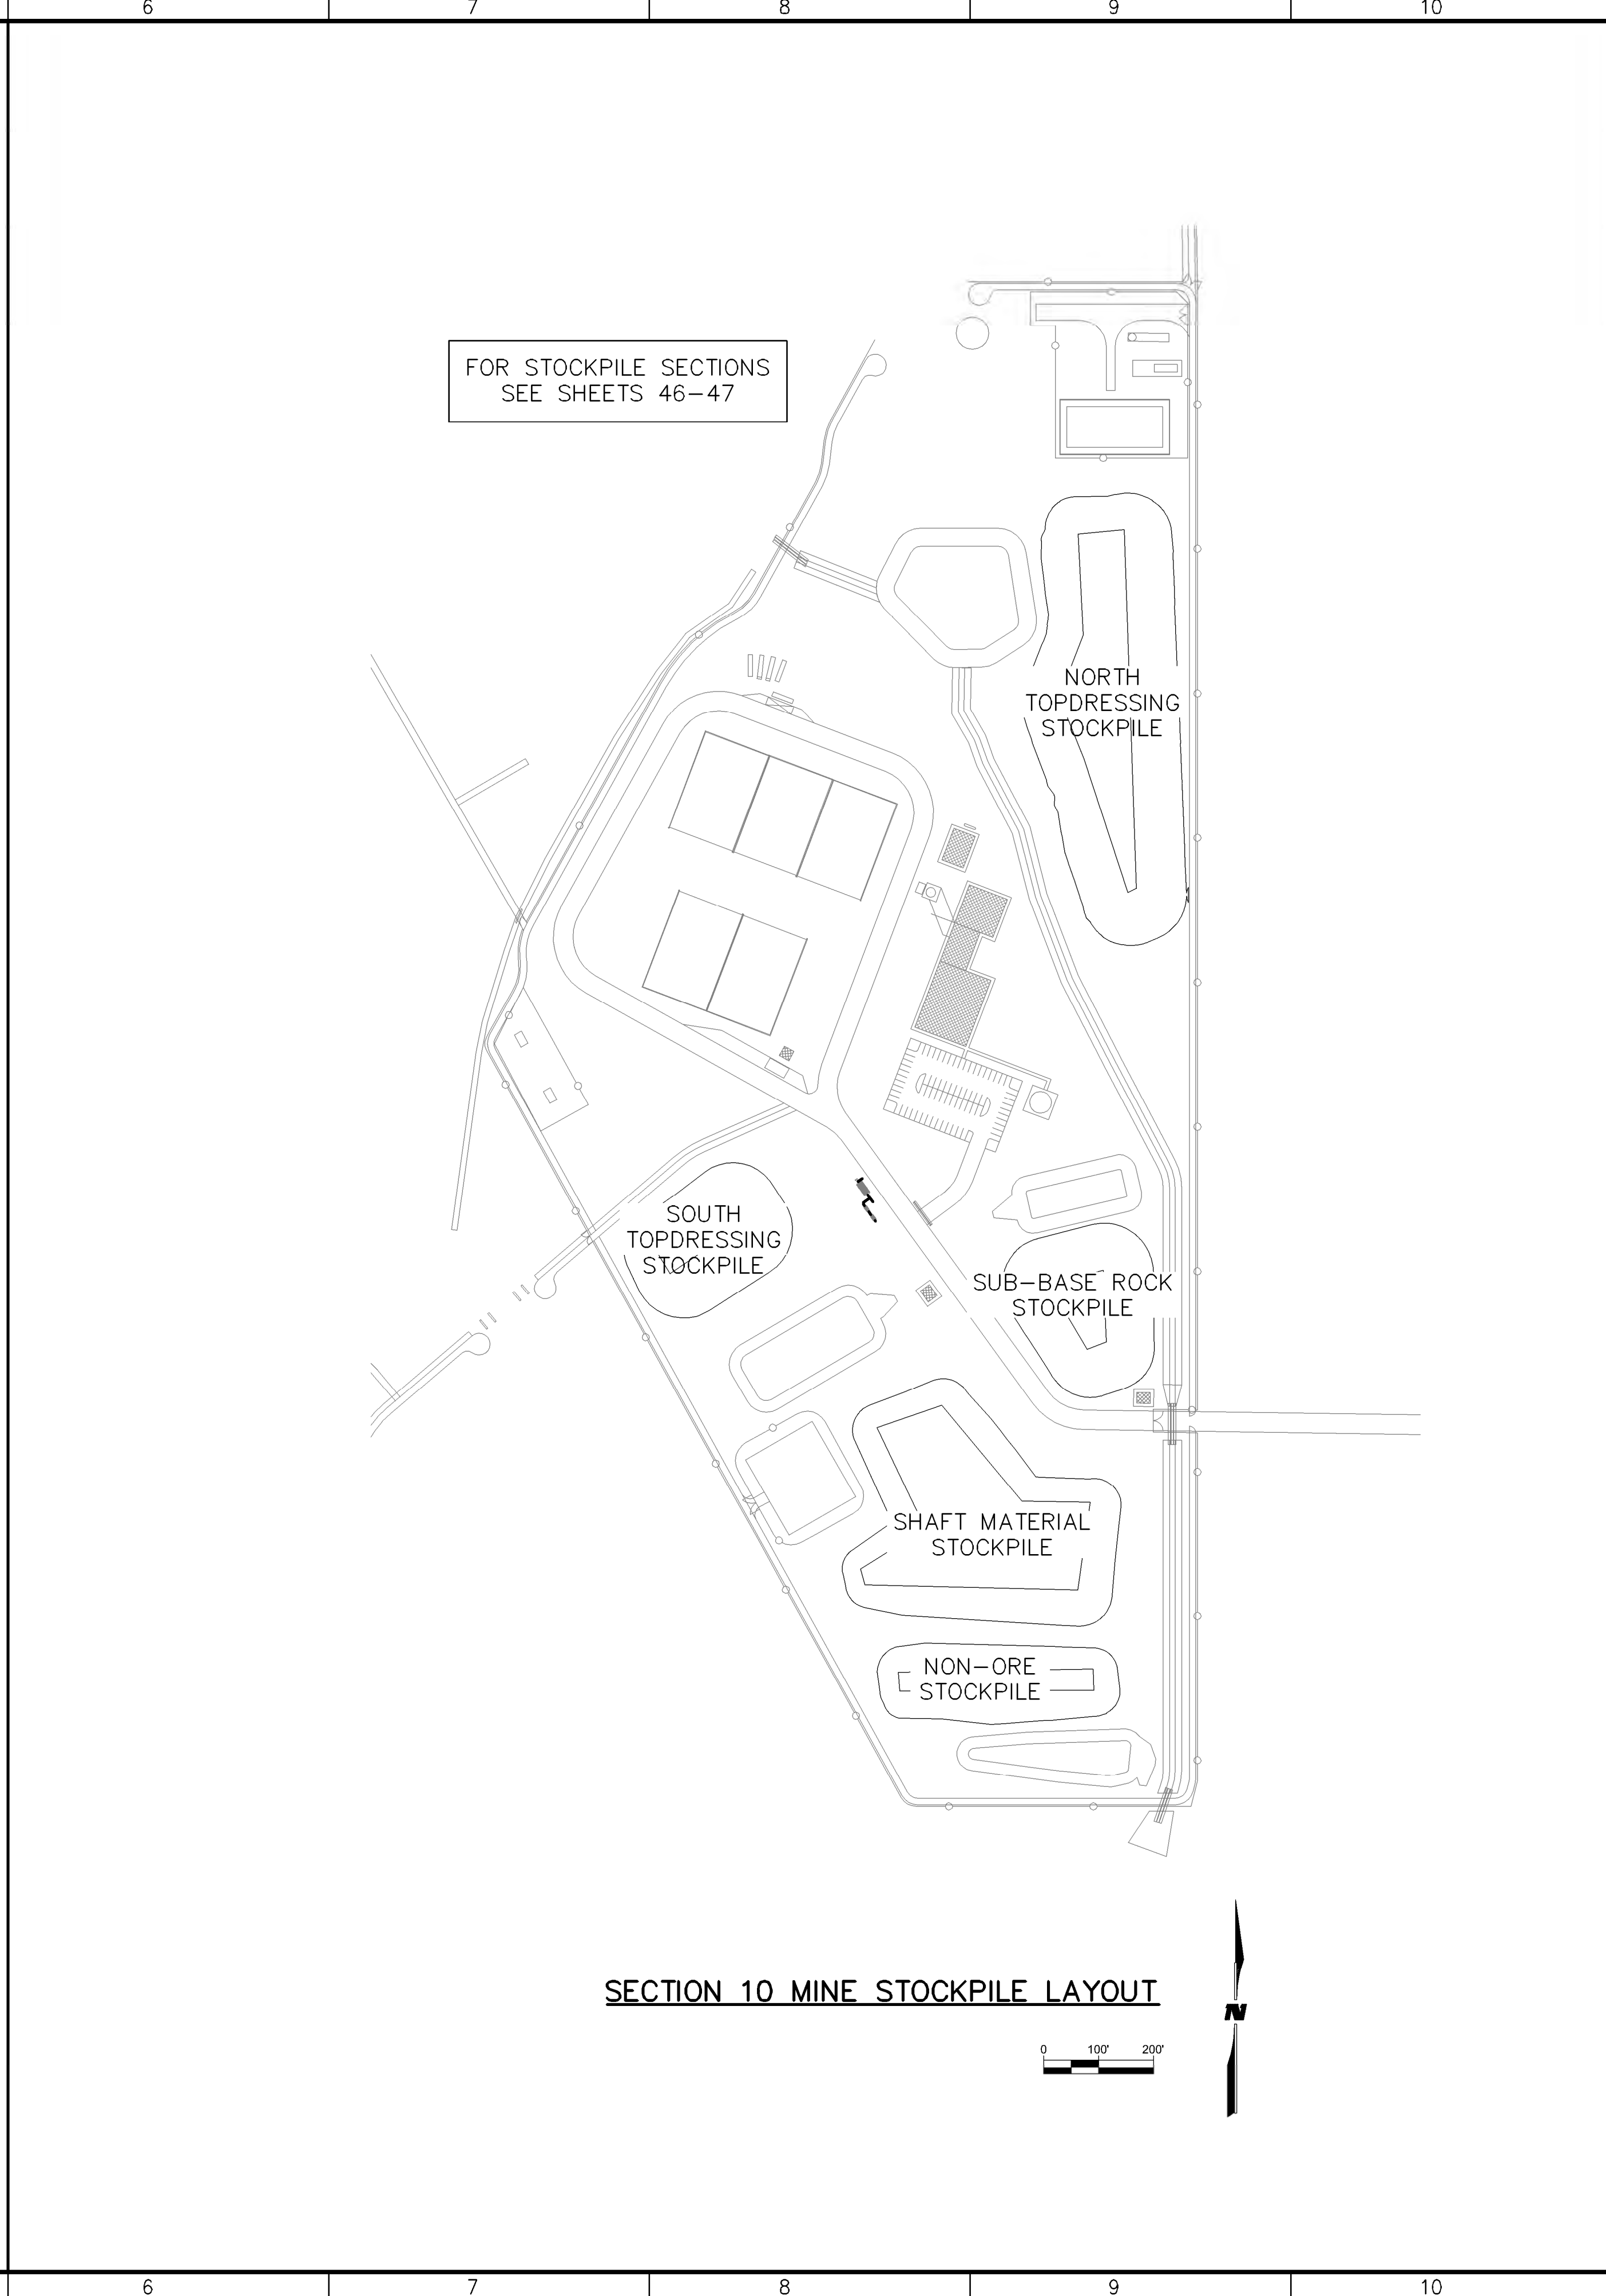 6 7 8 9 10
FOR STOCKPILE SECTIONS
SEE SHEETS 46-47
NORTH
TOPDRESSING
STOCKPILE
SOUTH
TOPDRESSING
STOCKPILE
SUB-BASE ROCK
STOCKPILE
SHAFT MATERIAL
STOCKPILE
NON-ORE
STOCKPILE
SECTION 10 MINE STOCKPILE LAYOUT
N
0 100' 200'
6 7 8 9 10